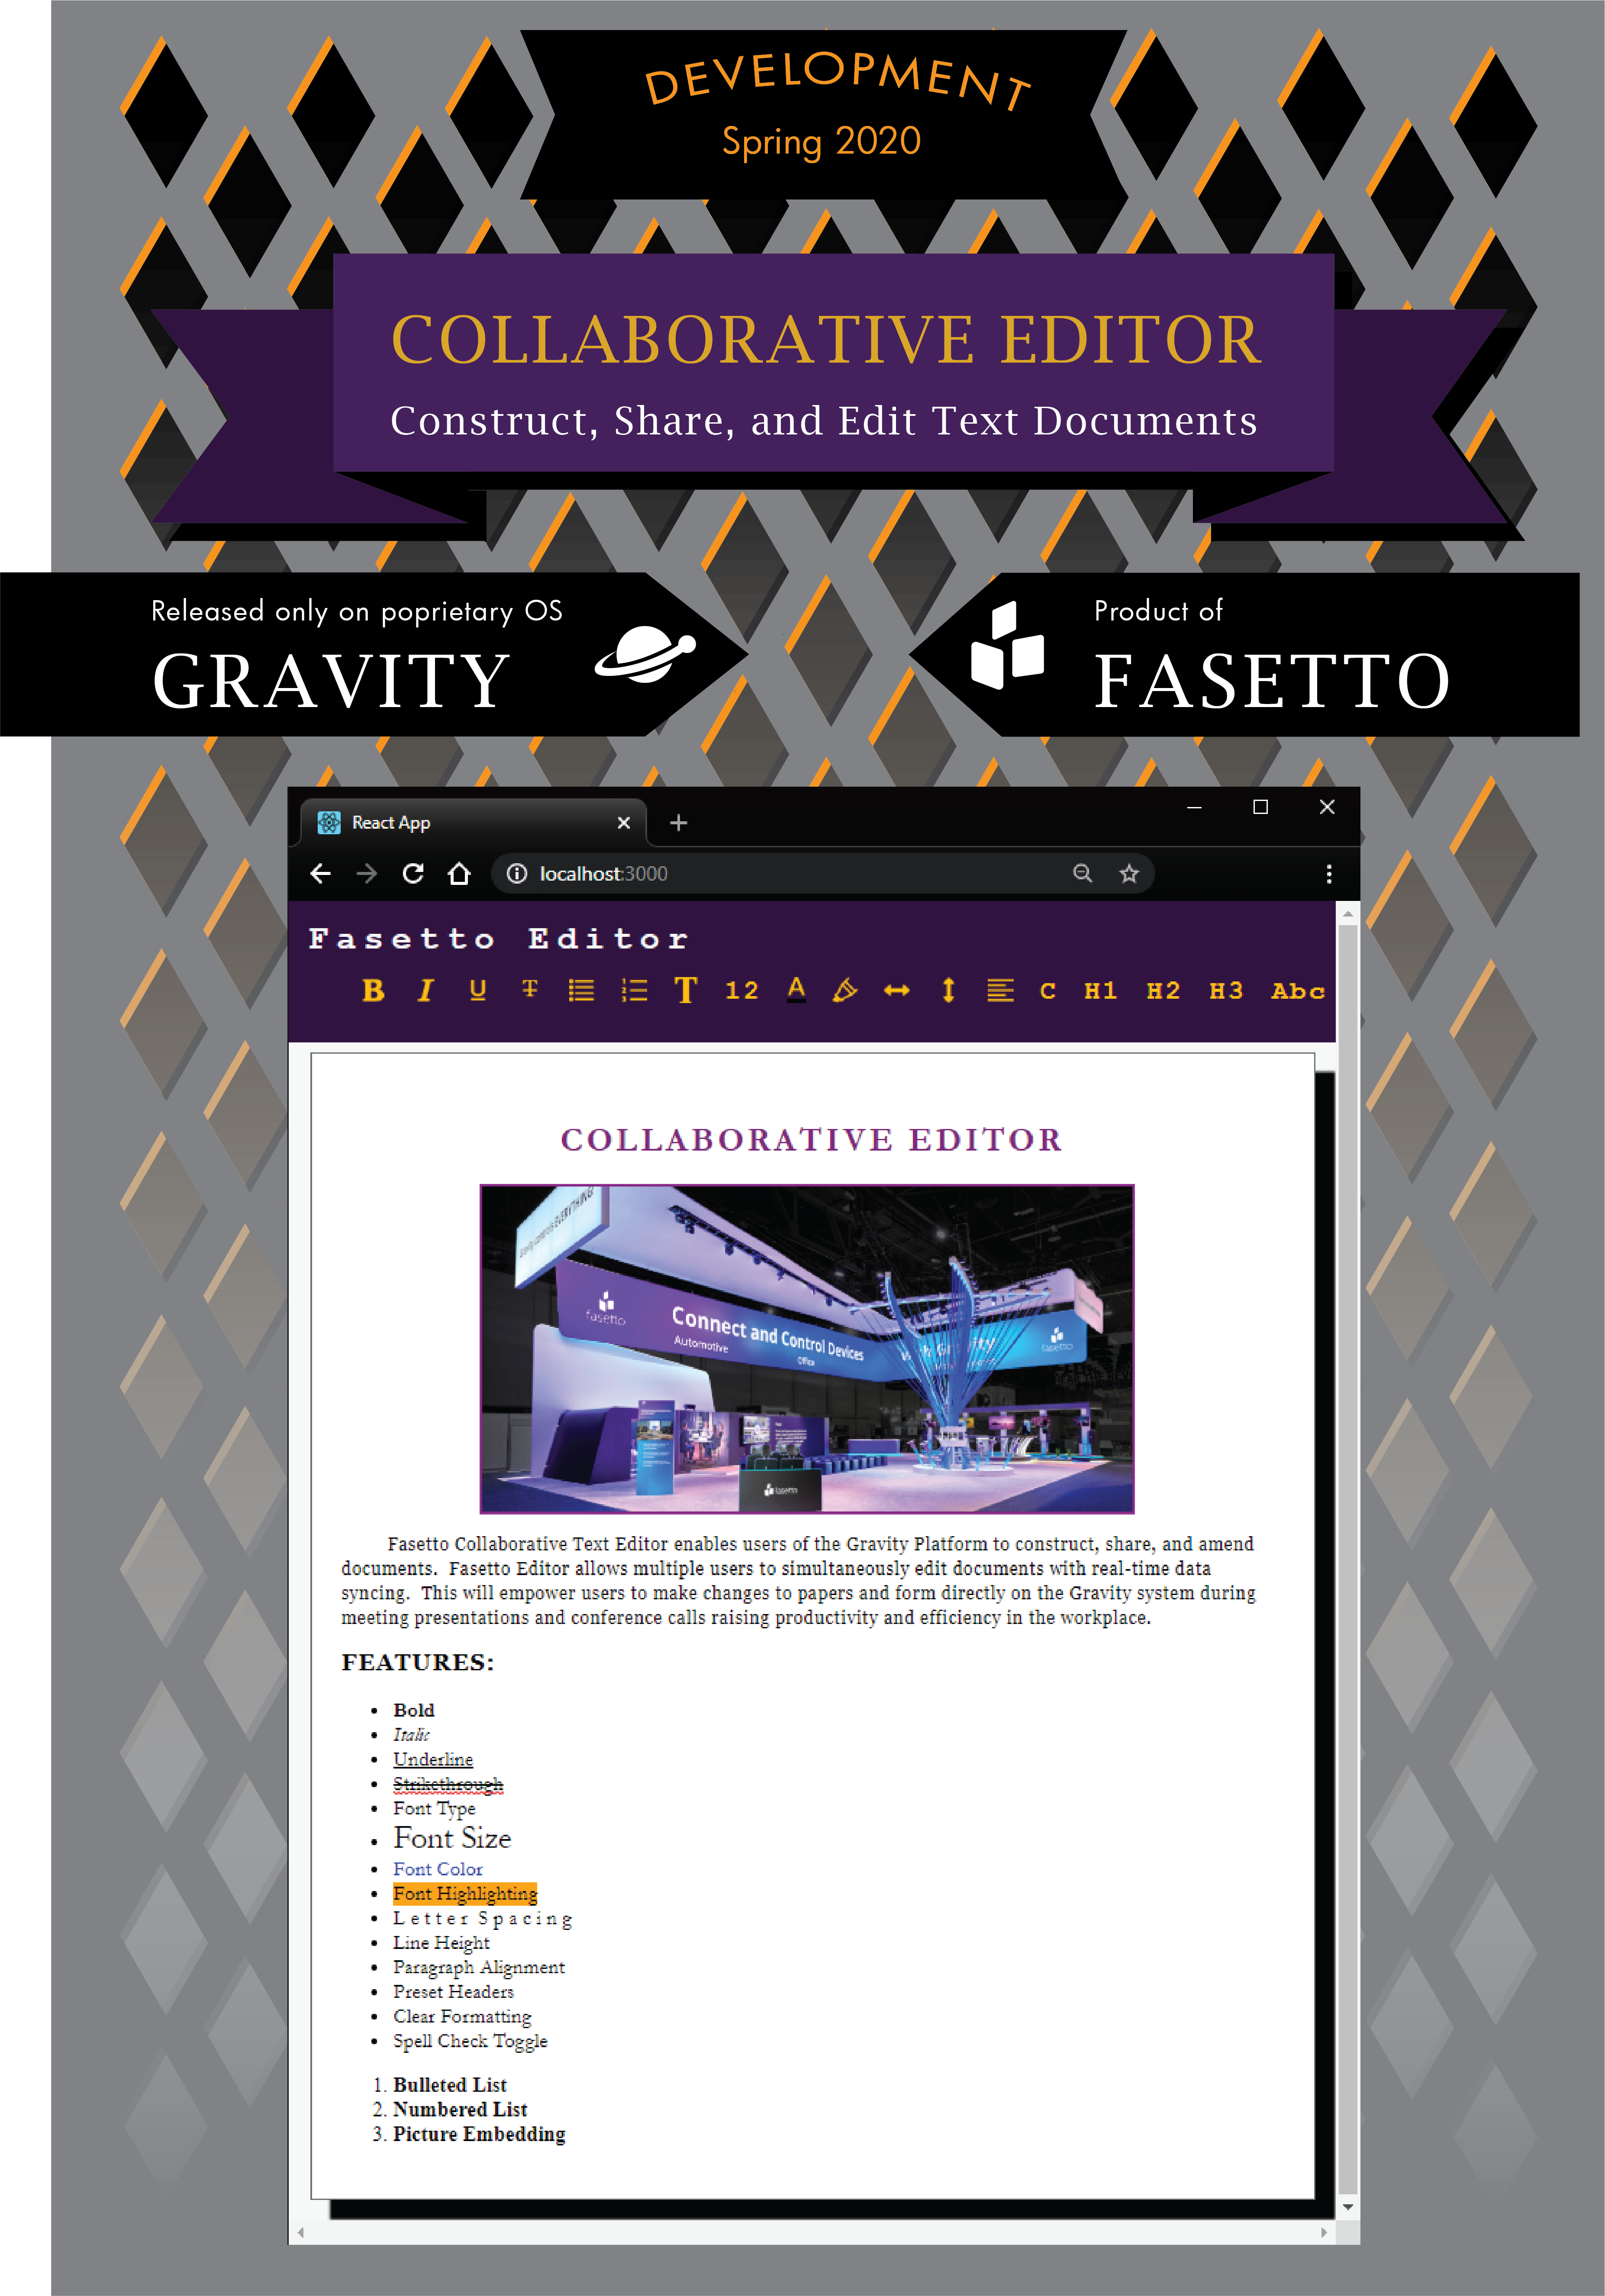 DEVELOPMENT
Spring 2020
COLLABORATIVE EDITOR
Construct, Share, and Edit Text Documents
Released only on poprietary OS
GRAVITY
Product of
FASETTO
React App
localhost:3000
Fasetto Editor
B I U T T 12 A C H1 H2 H3 Abc
COLLABORATIVE EDITOR
EVERYTHING!
fasetto
Connect and Control Devices
Automotive
Office
fasetto
fasetto
Fasetto Collaborative Text Editor enables users of the Gravity Platform to construct, share, and amend
documents. Fasetto Editor allows multiple users to simultaneously edit documents with real-time data
syncing. This will empower users to make changes to papers and form directly on the Gravity system during
meeting presentations and conference calls raising productivity and efficiency in the workplace.
FEATURES:
• Bold
• Italic
• Underline
• Strikethrough
• Font Type
• Font Size
• Font Color
• Font Highlighting
• Letter Spacing
• Line Height
• Paragraph Alignment
• Preset Headers
• Clear Formatting
• Spell Check Toggle
1. Bulleted List
2. Numbered List
3. Picture Embedding